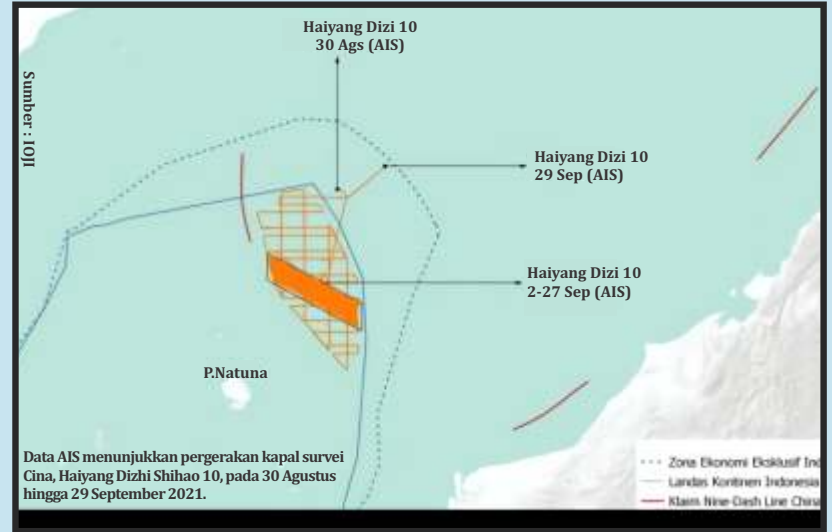 Haiyang Dizi 10
30 Ags (AIS)
Sumber : IOJI
Haiyang Dizi 10
29 Sep (AIS)
Haiyang Dizi 10
2-27 Sep (AIS)
P.Natuna
Data AIS menunjukkan pergerakan kapal survei
Cina, Haiyang Dizhi Shihao 10, pada 30 Agustus
hingga 29 September 2021.
Zona Ekonomi Eksklusif Ind
Landas Kontinen Indonesia
Klaim Nine-Dash Line China